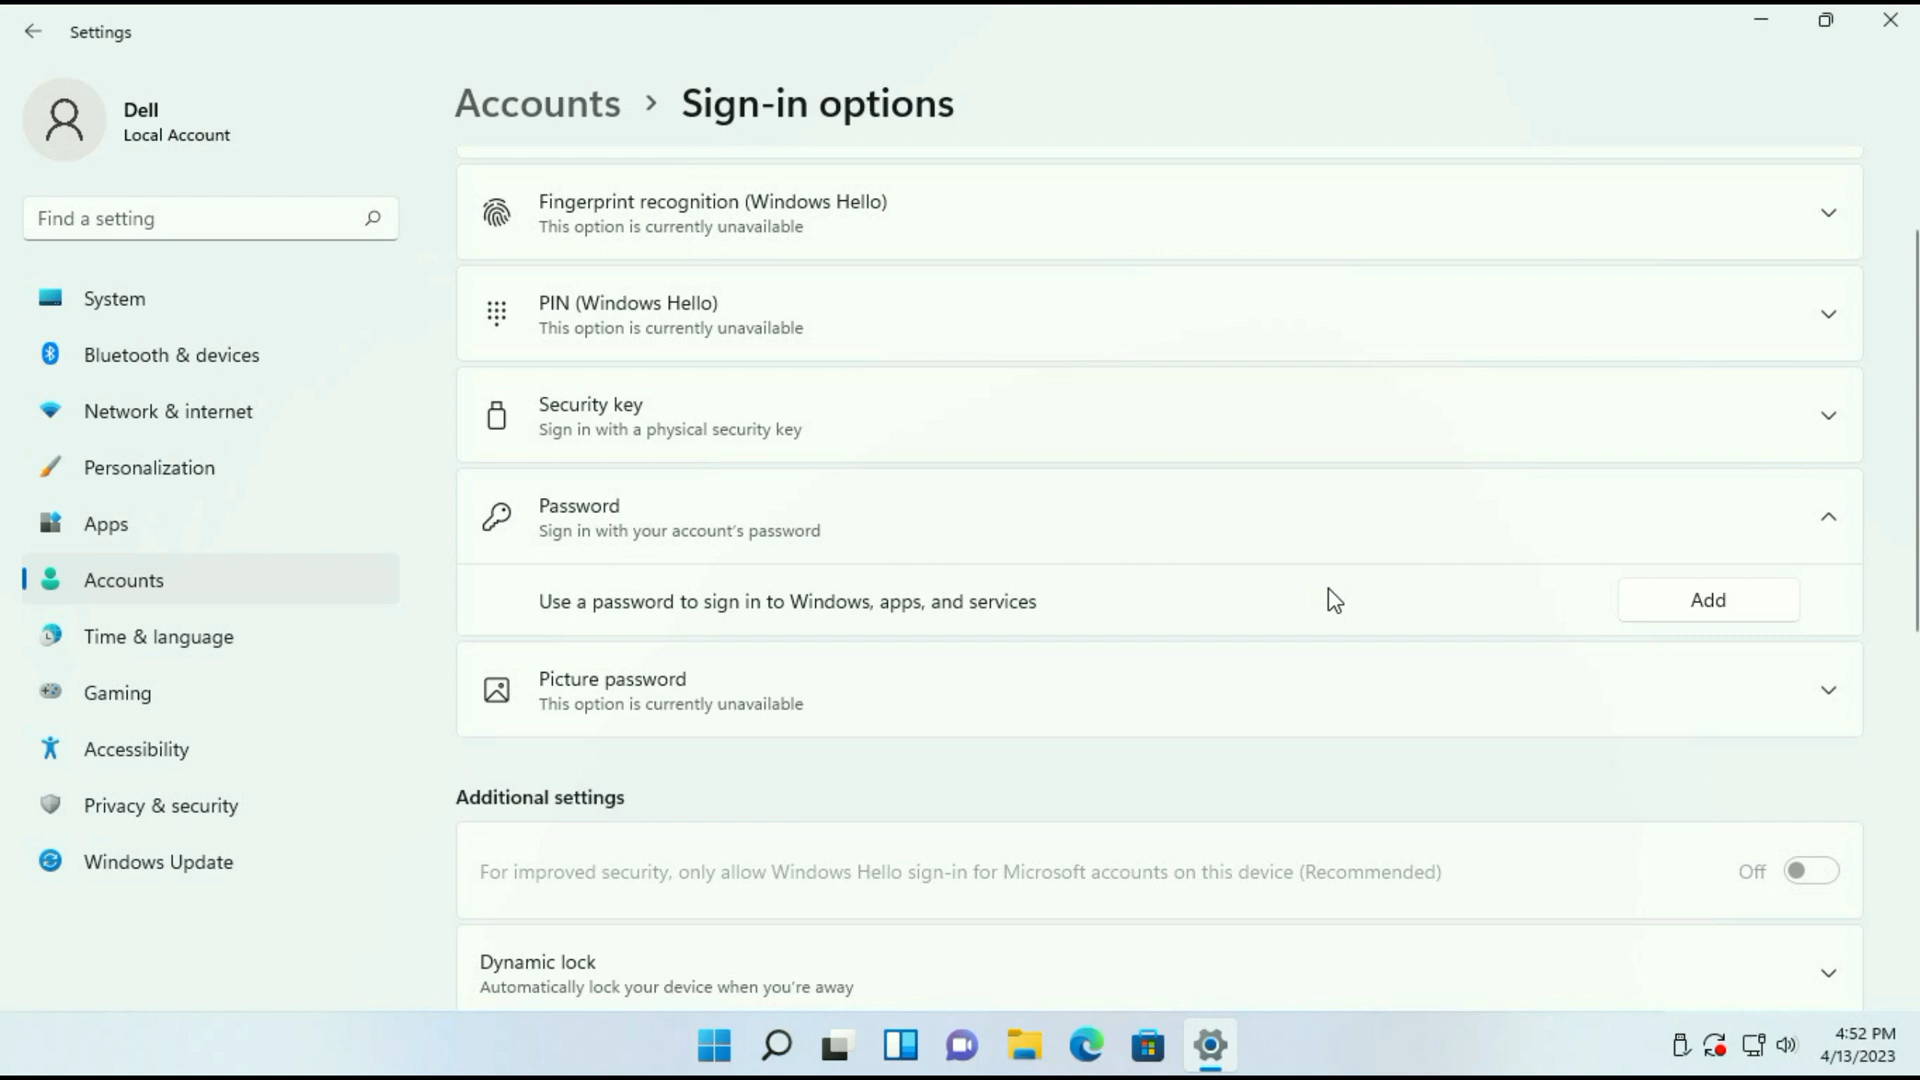 Settings
Dell
Local Account
Find a setting
System
Bluetooth & devices
Network & internet
Personalization
Apps
Accounts
Time & language
Gaming
Accessibility
Privacy & security
Windows Update
Accounts > Sign-in options
Fingerprint recognition (Windows Hello)
This option is currently unavailable
PIN (Windows Hello)
This option is currently unavailable
Security key
Sign in with a physical security key
Password
Sign in with your account's password
Use a password to sign in to Windows, apps, and services
Add
Picture password
This option is currently unavailable
Additional settings
For improved security, only allow Windows Hello sign-in for Microsoft accounts on this device (Recommended)
Off
Dynamic lock
Automatically lock your device when you're away
4:52 PM
4/13/2023